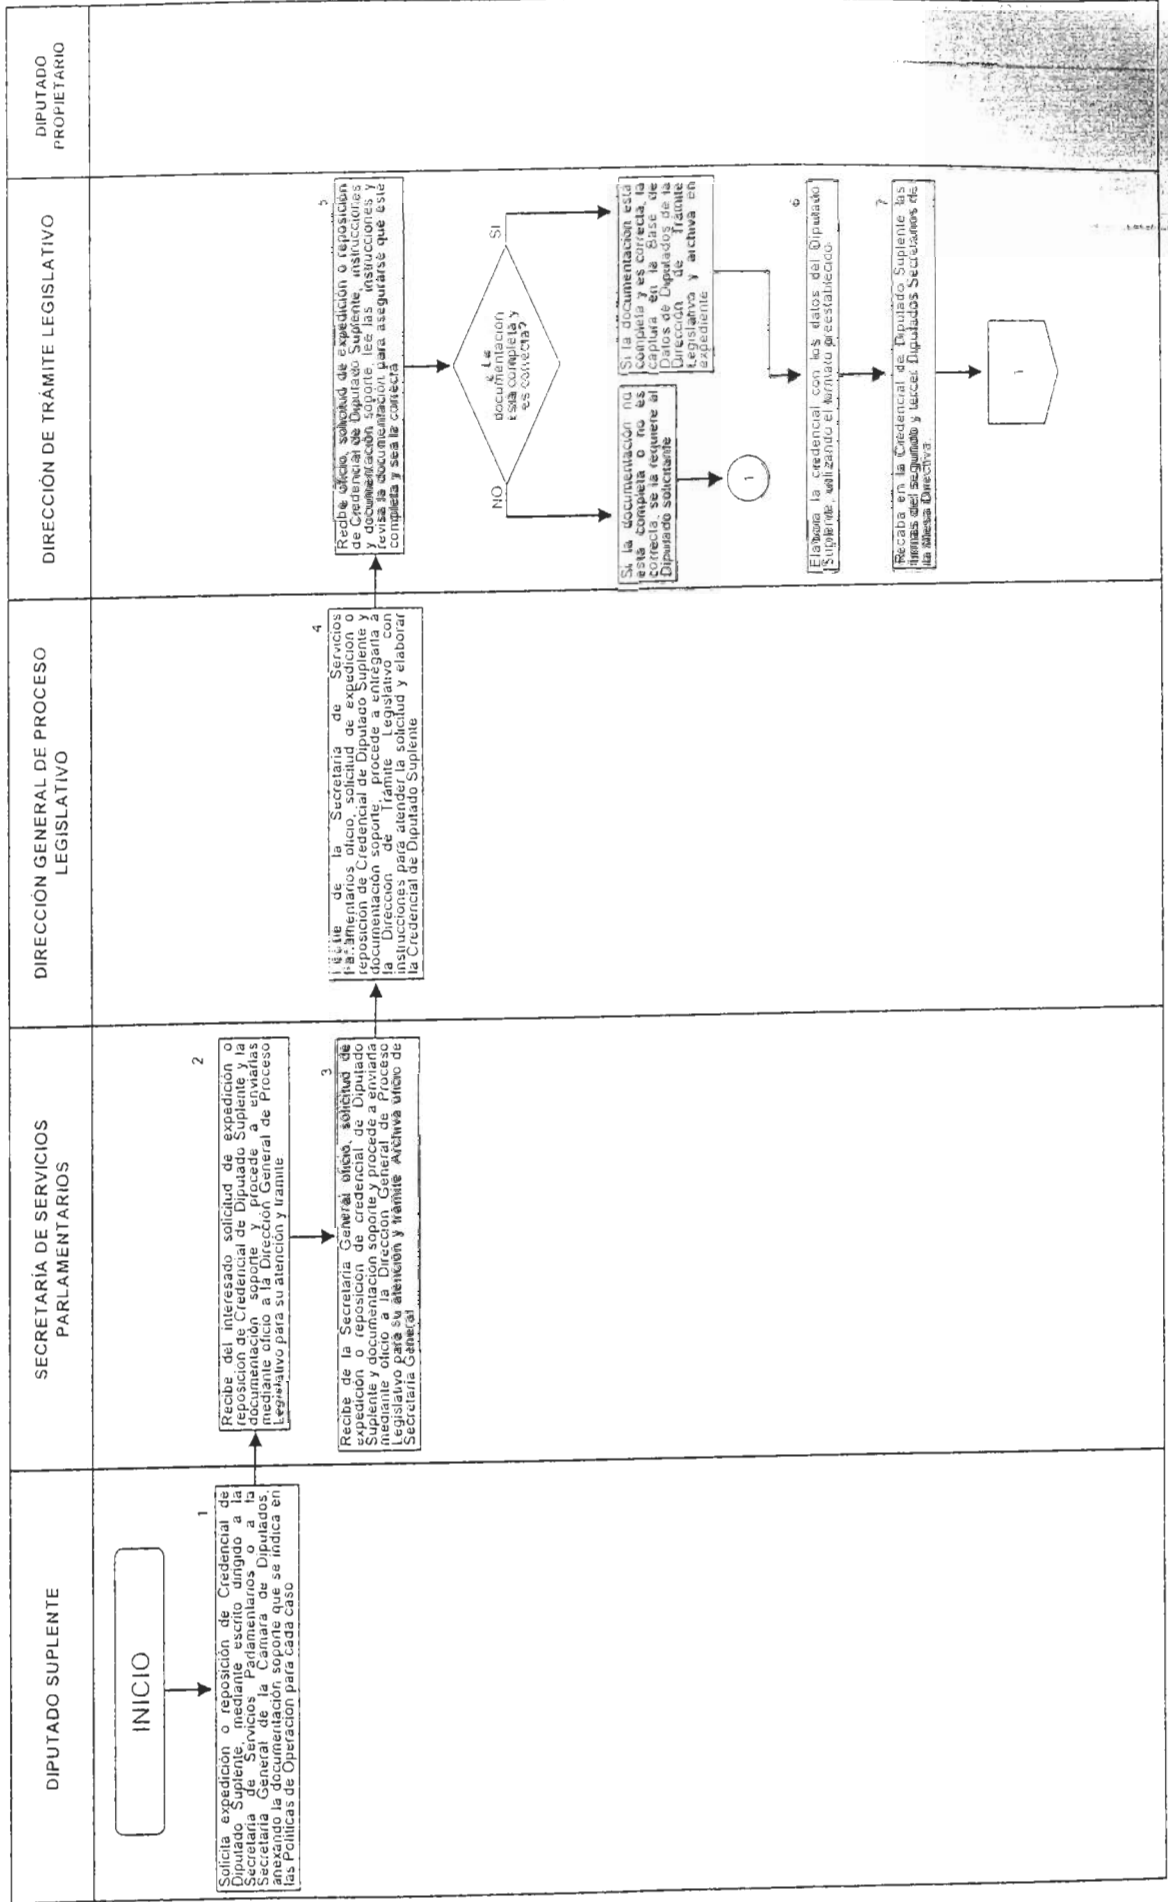 DIPUTADO SUPLENTE
SECRETARÍA DE SERVICIOS
PARLAMENTARIOS
DIRECCIÓN GENERAL DE PROCESO
LEGISLATIVO
DIRECCIÓN DE TRÁMITE LEGISLATIVO
DIPUTADO
PROPIETARIO
INICIO
1
Solicita expedición o reposición de Credencial de
Diputado Suplente, mediante escrito dirigido a la
Secretaría de Servicios Parlamentarios o a la
Secretaría General de la Cámara de Diputados,
anexando la documentación soporte que se indica en
las Políticas de Operación para cada caso
2
Recibe del interesado solicitud de expedición o
reposición de Credencial de Diputado Suplente y la
documentación soporte y procede a enviarlas
mediante oficio a la Dirección General de Proceso
Legislativo para su atención y trámite
3
Recibe de la Secretaría General oficio, solicitud de
expedición o reposición de credencial de Diputado
Suplente y documentación soporte y procede a enviarla
mediante oficio a la Dirección General de Proceso
Legislativo para su atención y trámite Archiva oficio de
Secretaría General
4
de la Secretaría de Servicios
Parlamentarios oficio, solicitud de expedición o
reposición de Credencial de Diputado Suplente y
documentación soporte, procede a entregarla a
la Dirección de Trámite Legislativo con
instrucciones para atender la solicitud y elaborar
la Credencial de Diputado Suplente
5
Recibe oficio, solicitud de expedición o reposición
de Credencial de Diputado Suplente, instrucciones
y documentación soporte, lee las instrucciones y
revisa la documentación para asegurarse que esté
completa y sea la correcta
¿La
documentación
está completa y
es correcta?
NO
SI
Si la documentación no
está completa o no es
correcta, se la requiere al
Diputado solicitante
1
Si la documentación está
completa y es correcta, la
captura en la Base de
Datos de Diputados de la
Dirección de Trámite
Legislativo y archiva en
expediente
6
Elabora la credencial con los datos del Diputado
Suplente, utilizando el formato preestablecido.
7
Recaba en la Credencial de Diputado Suplente las
firmas del segundo y tercer Diputados Secretarios de
la Mesa Directiva.
1